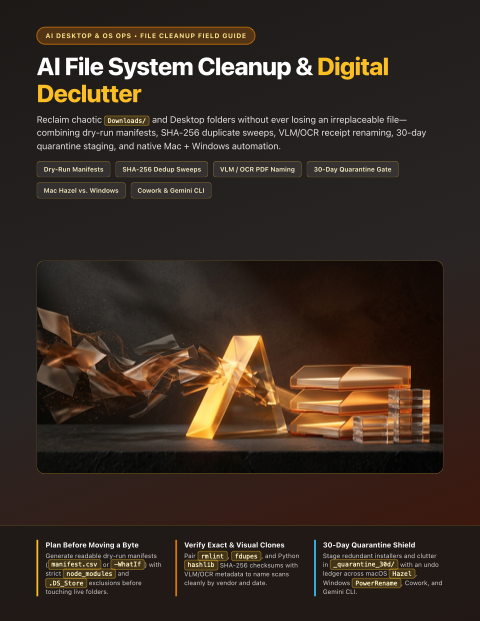 AI DESKTOP & OS OPS • FILE CLEANUP FIELD GUIDE
AI File System Cleanup & Digital
Declutter
Reclaim chaotic Downloads/ and Desktop folders without ever losing an irreplaceable file—
combining dry-run manifests, SHA-256 duplicate sweeps, VLM/OCR receipt renaming, 30-day
quarantine staging, and native Mac + Windows automation.
Dry-Run Manifests
SHA-256 Dedup Sweeps
VLM / OCR PDF Naming
30-Day Quarantine Gate
Mac Hazel vs. Windows
Cowork & Gemini CLI
Plan Before Moving a Byte
Generate readable dry-run manifests
(manifest.csv or -WhatIf) with
strict node_modules and
.DS_Store exclusions before
touching live folders.
Verify Exact & Visual Clones
Pair rmlint, fdupes, and Python
hashlib SHA-256 checksums with
VLM/OCR metadata to name scans
cleanly by vendor and date.
30-Day Quarantine Shield
Stage redundant installers and clutter
in _quarantine_30d/ with an undo
ledger across macOS Hazel,
Windows PowerRename, Cowork, and
Gemini CLI.